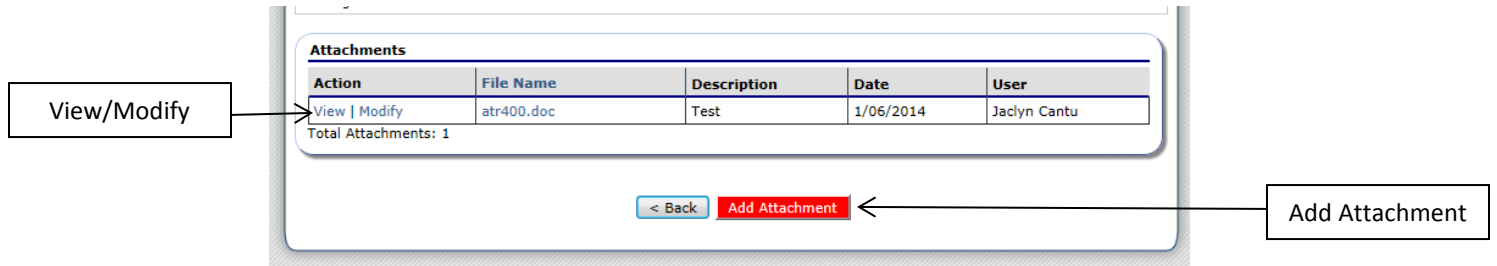 Attachments
Action File Name Description Date User
View/Modify
View | Modify atr400.doc Test 1/06/2014 Jaclyn Cantu
Total Attachments: 1
< Back Add Attachment
Add Attachment